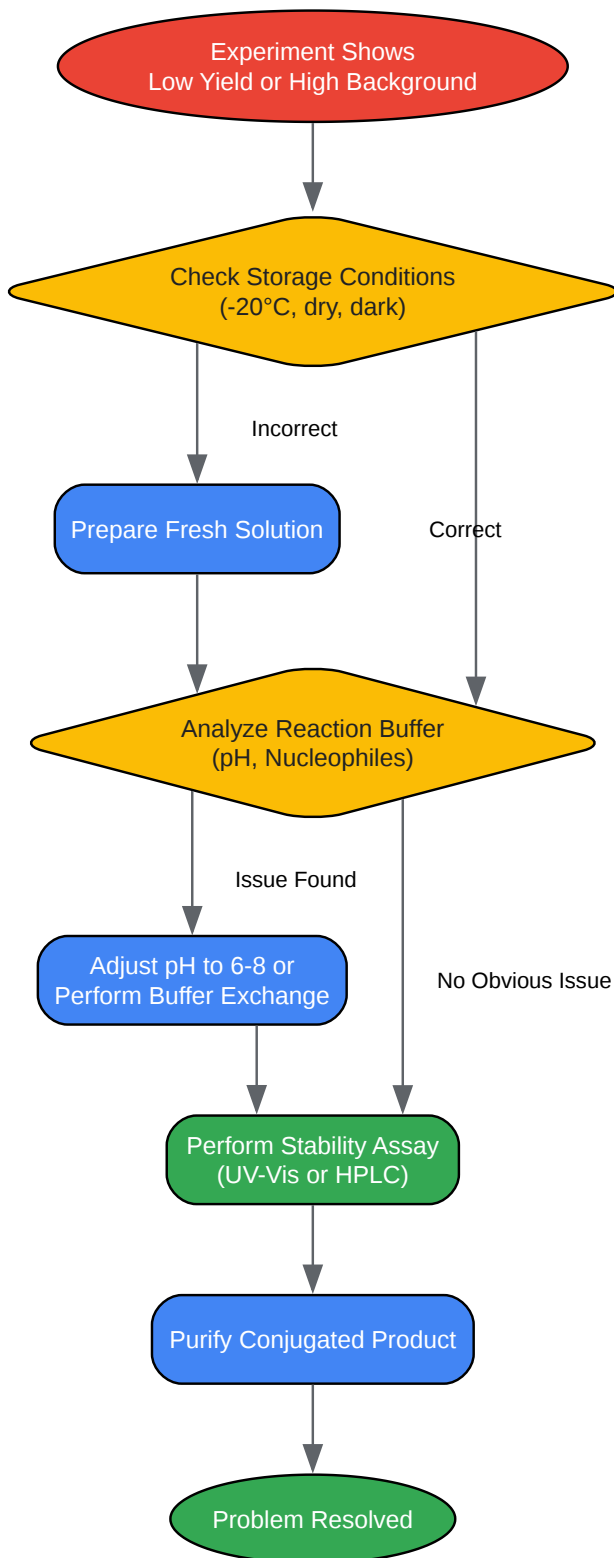 Experiment Shows
Low Yield or High Background
Check Storage Conditions
(-20°C, dry, dark)
Incorrect
Prepare Fresh Solution
Correct
Analyze Reaction Buffer
(pH, Nucleophiles)
Issue Found
Adjust pH to 6-8 or
Perform Buffer Exchange
No Obvious Issue
Perform Stability Assay
(UV-Vis or HPLC)
Purify Conjugated Product
Problem Resolved